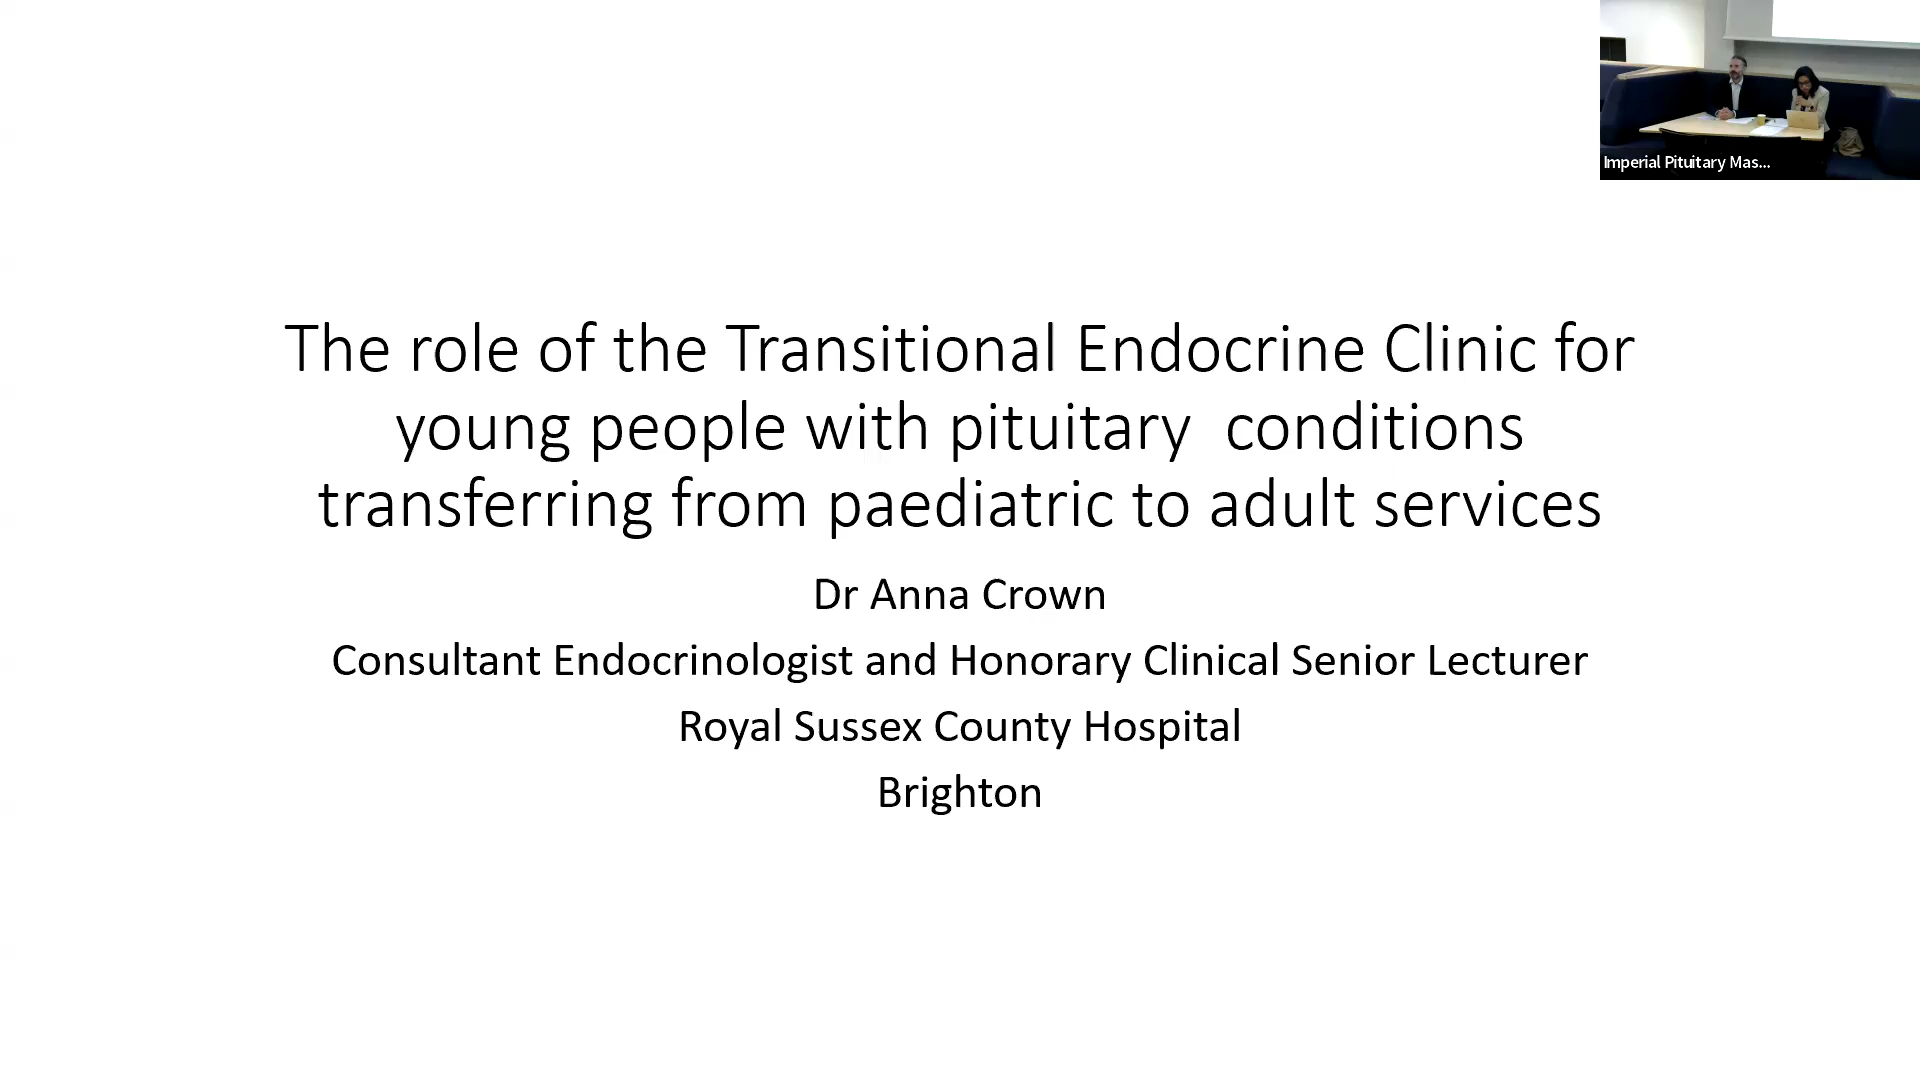 Imperial Pituitary Mas...
The role of the Transitional Endocrine Clinic for
young people with pituitary conditions
transferring from paediatric to adult services
Dr Anna Crown
Consultant Endocrinologist and Honorary Clinical Senior Lecturer
Royal Sussex County Hospital
Brighton